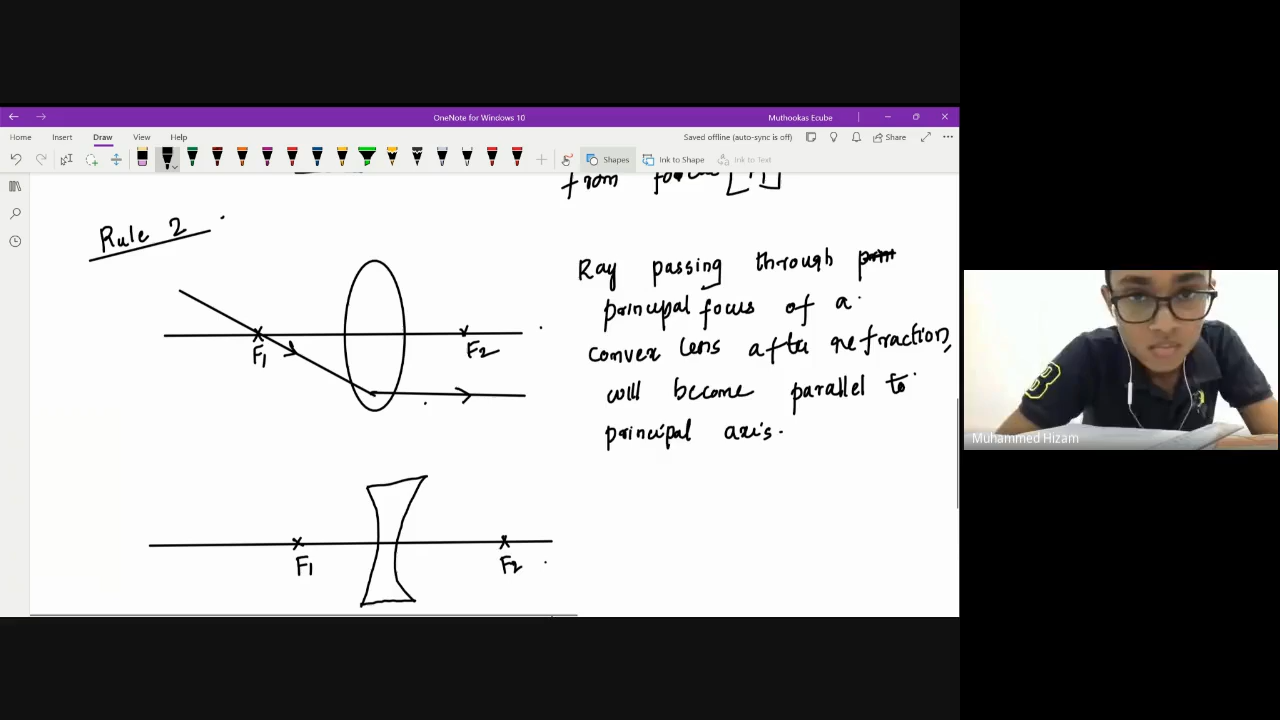 OneNote for Windows 10
Muthookas Ecube
Home Insert Draw View Help
Saved offline (auto-sync is off)
Share
Shapes
Ink to Shape
Ink to Text
from
Rule 2
Ray passing through
principal focus of a
convex lens after refraction,
will become parallel to
principal axis.
F1
F2
F1
F2
Muhammed Hizam